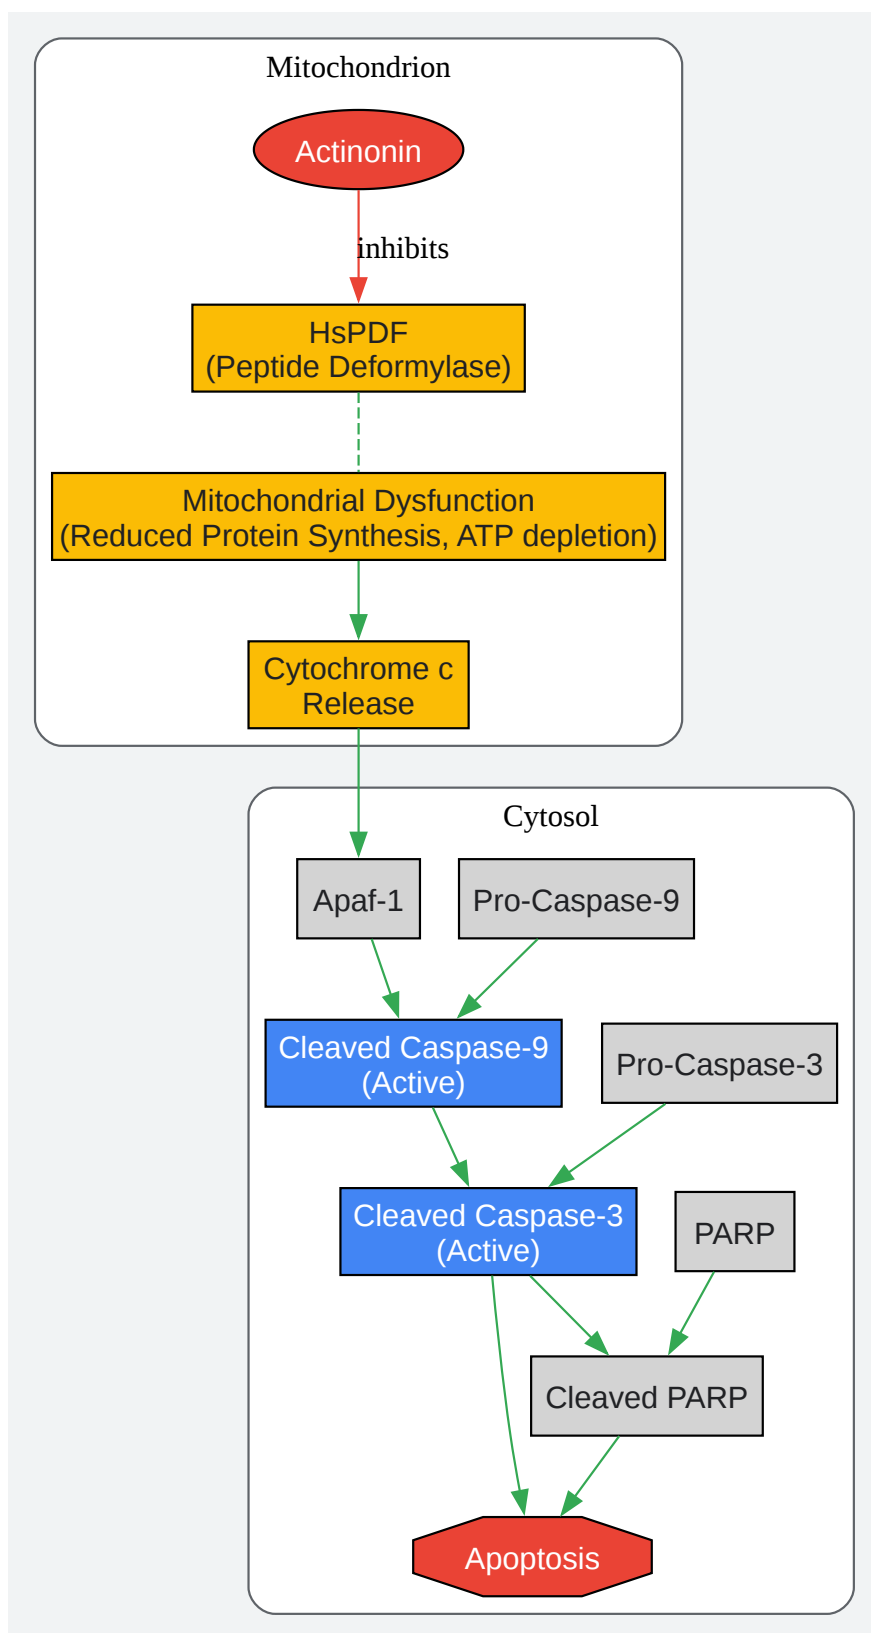 Mitochondrion
Actinonin
inhibits
HsPDF
(Peptide Deformylase)
Mitochondrial Dysfunction
(Reduced Protein Synthesis, ATP depletion)
Cytochrome c
Release
Cytosol
Apaf-1
Pro-Caspase-9
Cleaved Caspase-9
(Active)
Pro-Caspase-3
Cleaved Caspase-3
(Active)
PARP
Cleaved PARP
Apoptosis